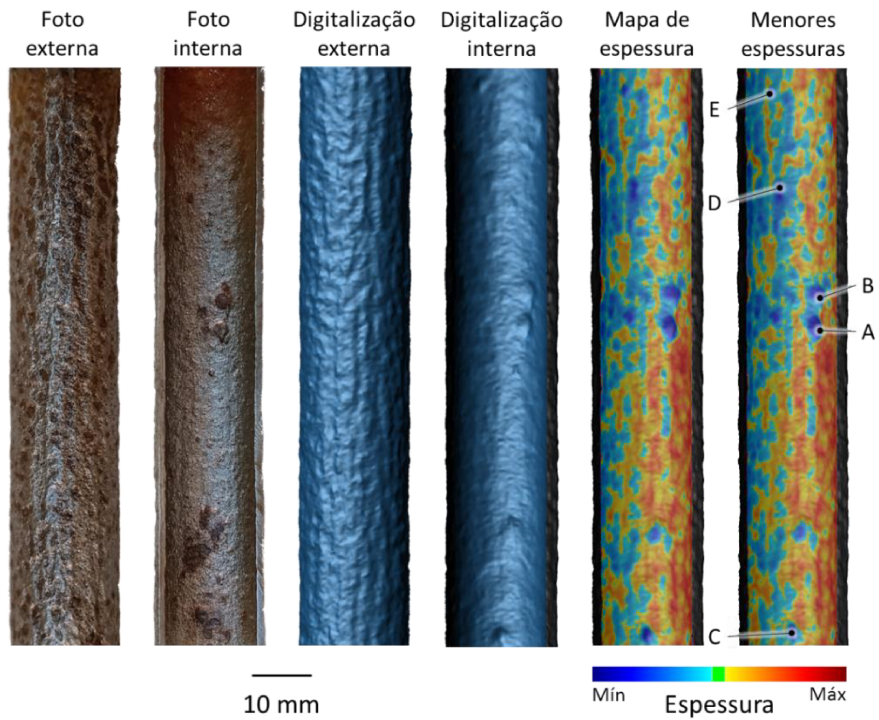 Foto
externa
Foto
interna
Digitalização
externa
Digitalização
interna
Mapa de
espessura
Menores
espessuras
E
D
B
A
C
10 mm
Mín
Máx
Espessura